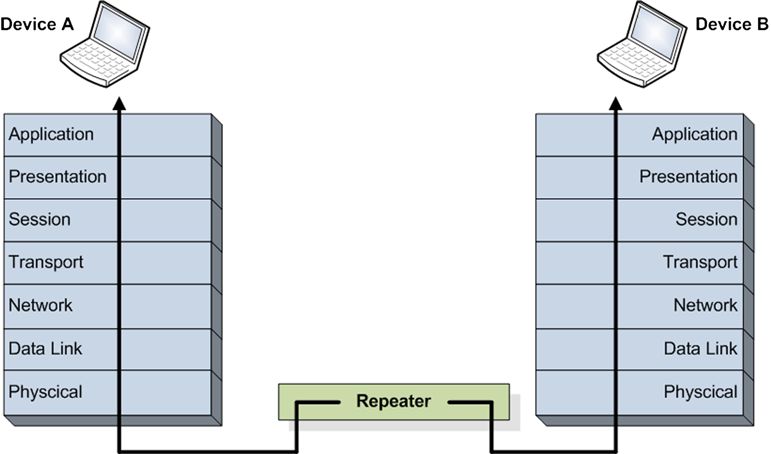 Device A
Device B
Application
Presentation
Session
Transport
Network
Data Link
Physcical
Repeater
Application
Presentation
Session
Transport
Network
Data Link
Physcical